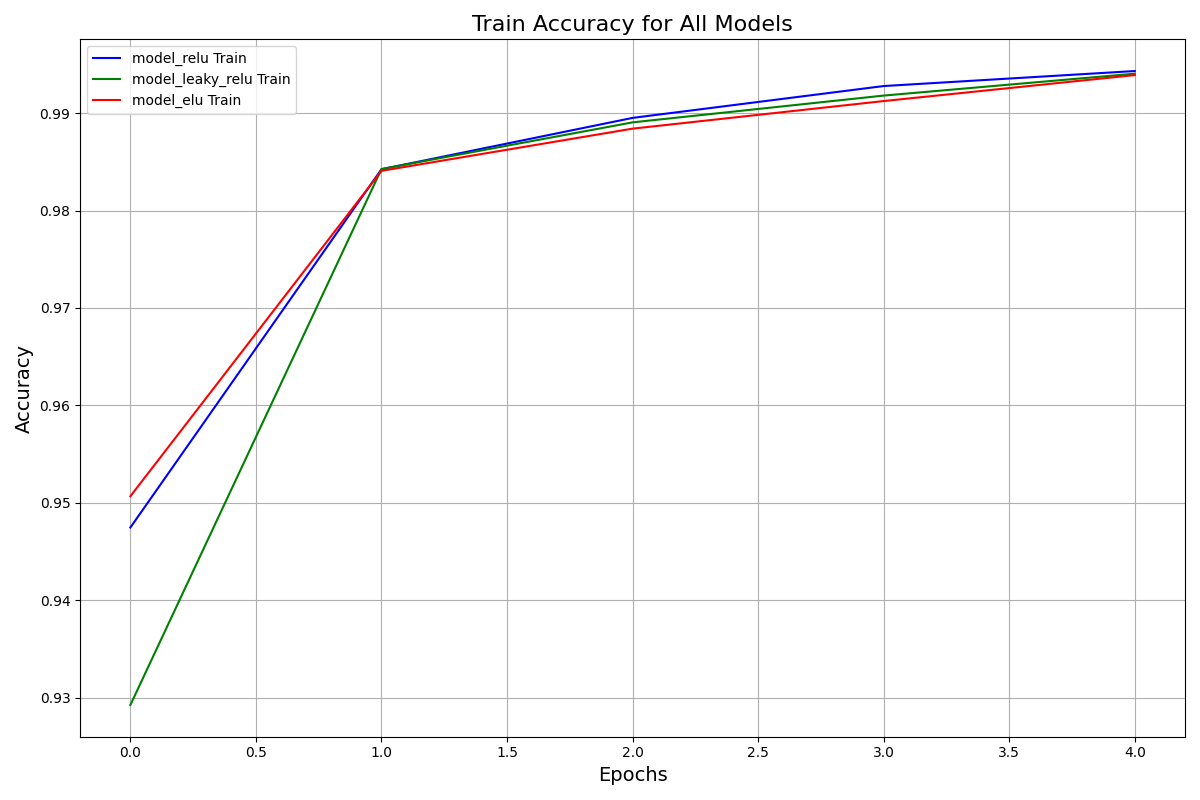 Train Accuracy for All Models
model_relu Train
model_leaky_relu Train
model_elu Train
0.99
0.98
0.97
0.96
0.95
0.94
0.93
Accuracy
0.0 0.5 1.0 1.5 2.0 2.5 3.0 3.5 4.0
Epochs